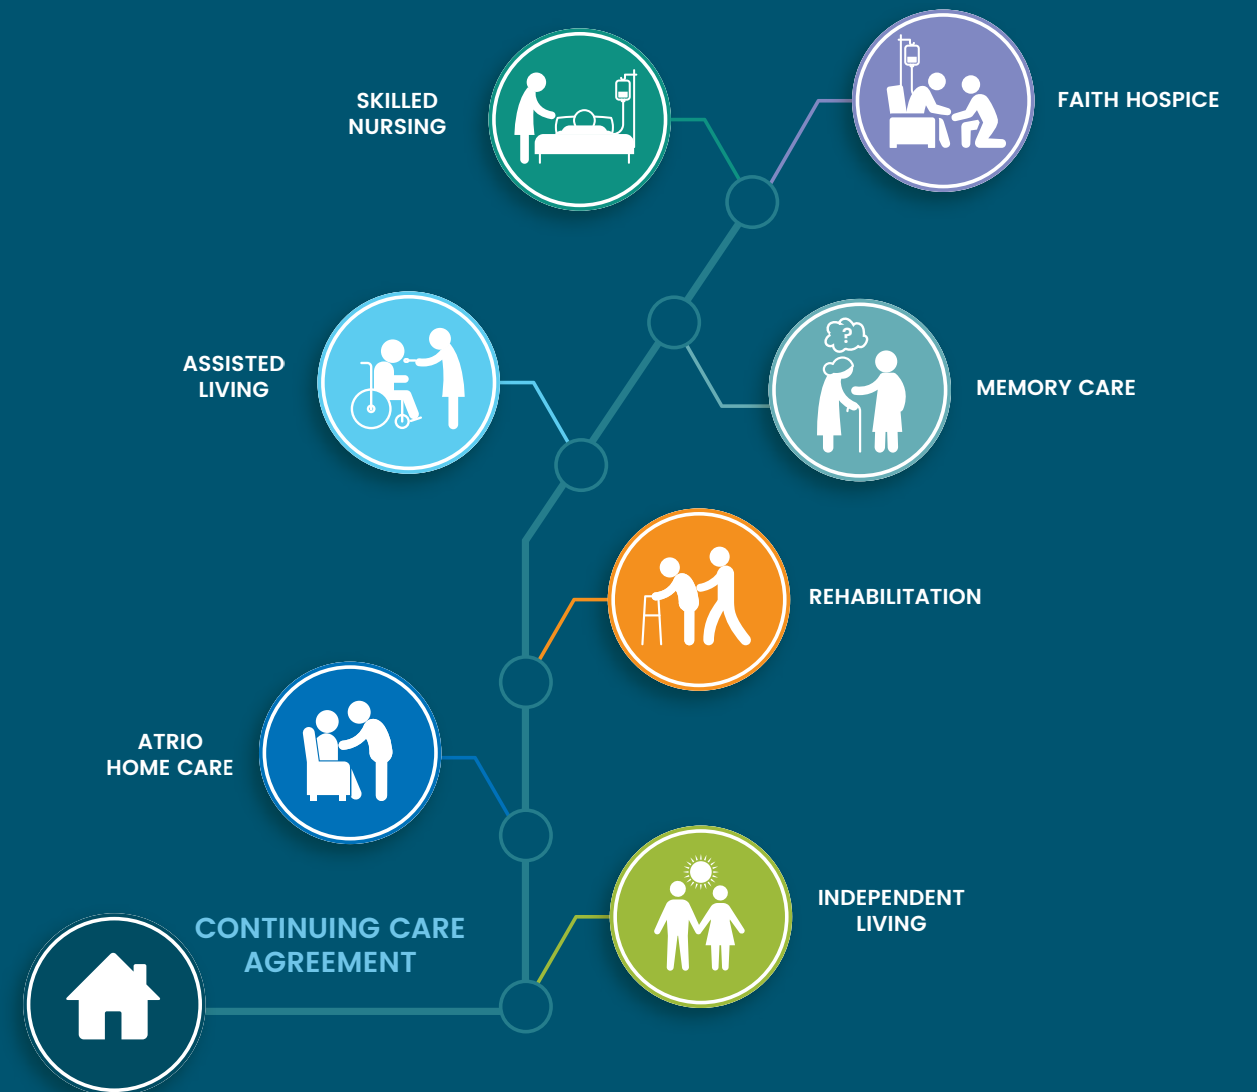 SKILLED
NURSING
FAITH HOSPICE
ASSISTED
LIVING
?
MEMORY CARE
REHABILITATION
ATRIO
HOME CARE
INDEPENDENT
LIVING
CONTINUING CARE
AGREEMENT